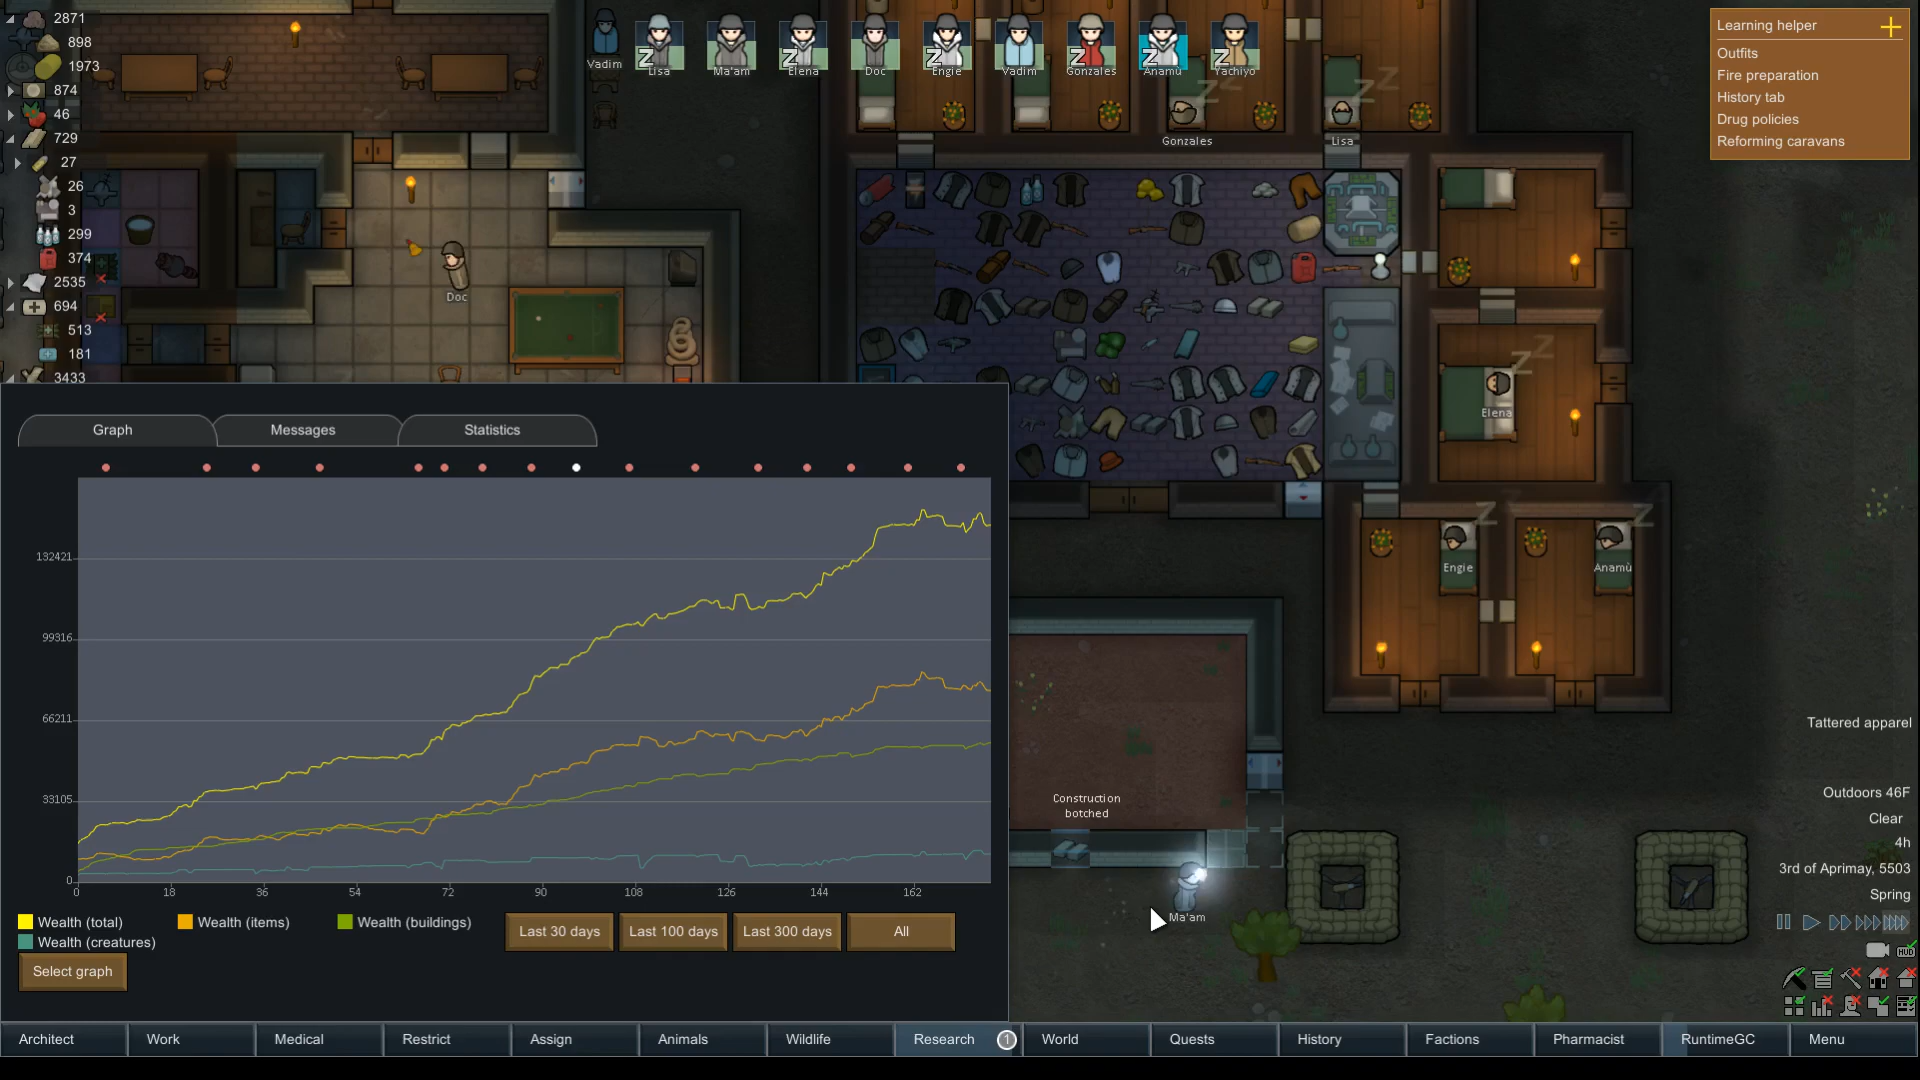 2871
898
1973
874
46
729
27
26
3
299
374
2535
694
513
181
3433
Vadim
Lisa
Ma'am
Elena
Doc
Engie
Vadim
Gonzales
Anamù
Yachiyo
Learning helper
Outfits
Fire preparation
History tab
Drug policies
Reforming caravans
Gonzales
Lisa
Doc
Elena
Engie
Anamù
Graph
Messages
Statistics
132421
99316
66211
33105
0
0 18 36 54 72 90 108 126 144 162
Wealth (total)
Wealth (items)
Wealth (buildings)
Wealth (creatures)
Last 30 days
Last 100 days
Last 300 days
All
Select graph
Construction
botched
Ma'am
Tattered apparel
Outdoors 46F
Clear
4h
3rd of Aprimay, 5503
Spring
HUD
Architect
Work
Medical
Restrict
Assign
Animals
Wildlife
Research
1
World
Quests
History
Factions
Pharmacist
RuntimeGC
Menu